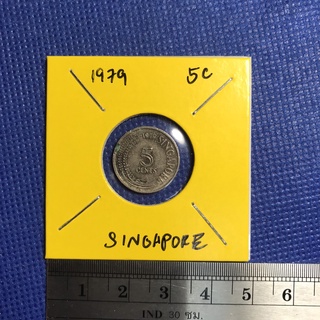 1979 5C
SINGAPORE
5
CENTS
SINGAPORE
1 2 3 4 5 6
IND 30 ซม.